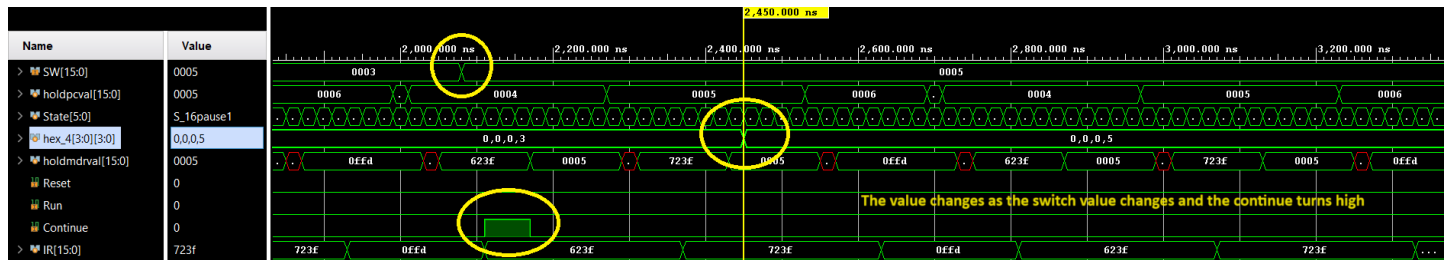 2,450.000 ns
Name Value
2,000.000 ns 2,200.000 ns 2,400.000 ns 2,600.000 ns 2,800.000 ns 3,000.000 ns 3,200.000 ns
SW[15:0] 0005 0003 0005
holdpcval[15:0] 0005 0006 . 0004 0005 0006 . 0004 0005 0006
State[5:0] S_16pause1
hex_4[3:0][3:0] 0,0,0,5 0,0,0,3 0,0,0,5
holdmdrval[15:0] 0005 . . 0ffd . 623f 0005 . 723f 0005 . 0ffd . 623f 0005 . 723f 0005 . 0ffd
Reset 0
Run 0 The value changes as the switch value changes and the continue turns high
Continue 0
IR[15:0] 723f 723f 0ffd 623f 723f 0ffd 623f 723f ...